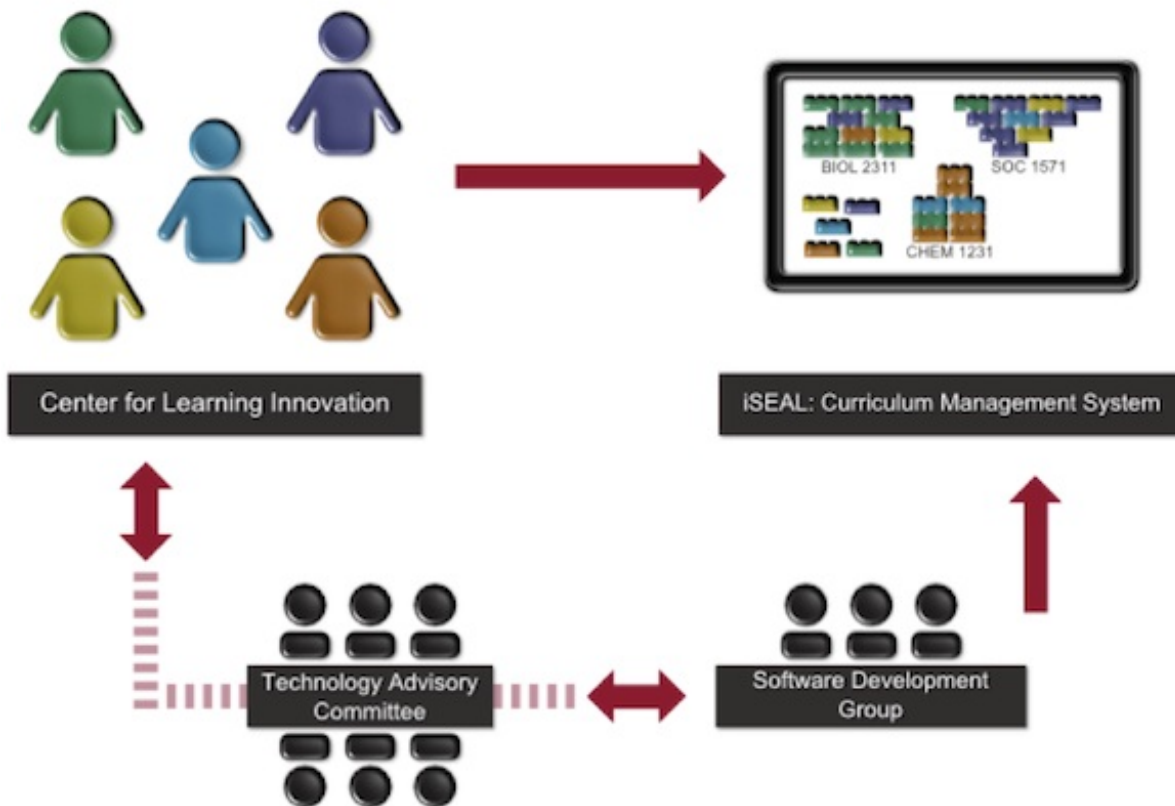 BIOL 2311
SOC 1571
CHEM 1231
Center for Learning Innovation
iSEAL: Curriculum Management System
Technology Advisory
Committee
Software Development
Group